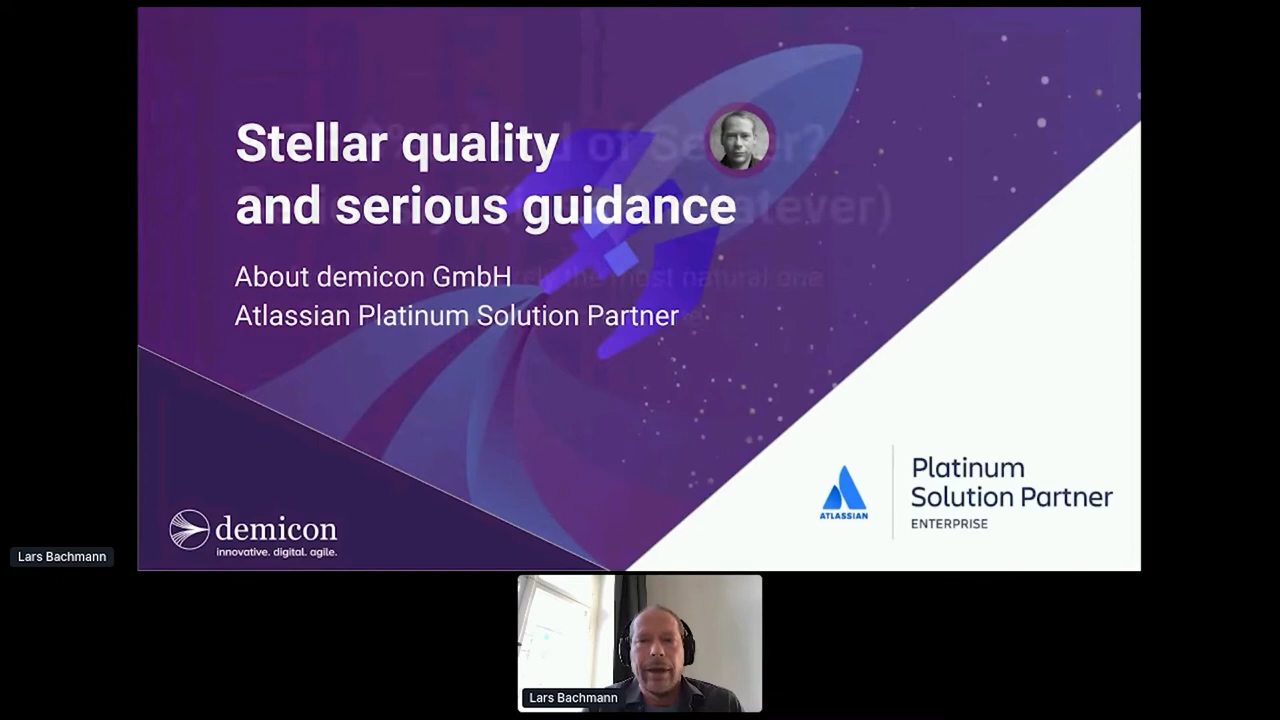 Stellar quality
and serious guidance
About demicon GmbH
Atlassian Platinum Solution Partner
demicon
innovative. digital. agile.
ATLASSIAN
Platinum
Solution Partner
ENTERPRISE
Lars Bachmann
Lars Bachmann